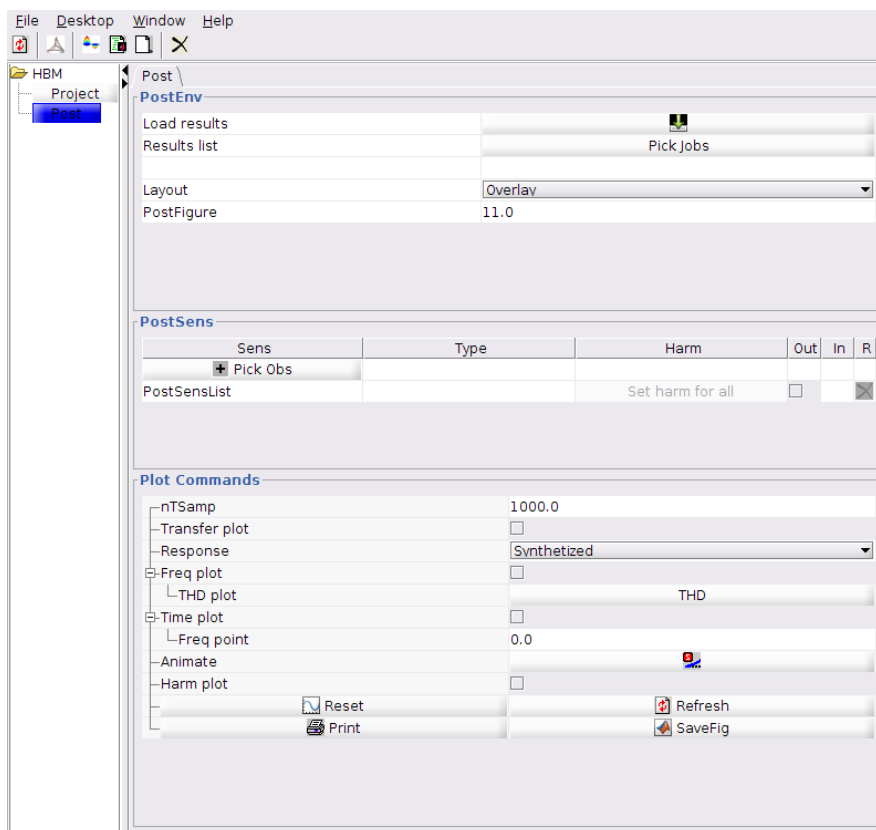 File Desktop Window Help
HBM
Project
Post
Post
PostEnv
Load results
Results list Pick Jobs
Layout Overlay
PostFigure 11.0
PostSens
Sens Type Harm Out In R
Pick Obs
PostSensList Set harm for all
Plot Commands
nTSamp 1000.0
Transfer plot
Response Synthetized
Freq plot
THD plot THD
Time plot
Freq point 0.0
Animate
Harm plot
Reset Refresh
Print SaveFig